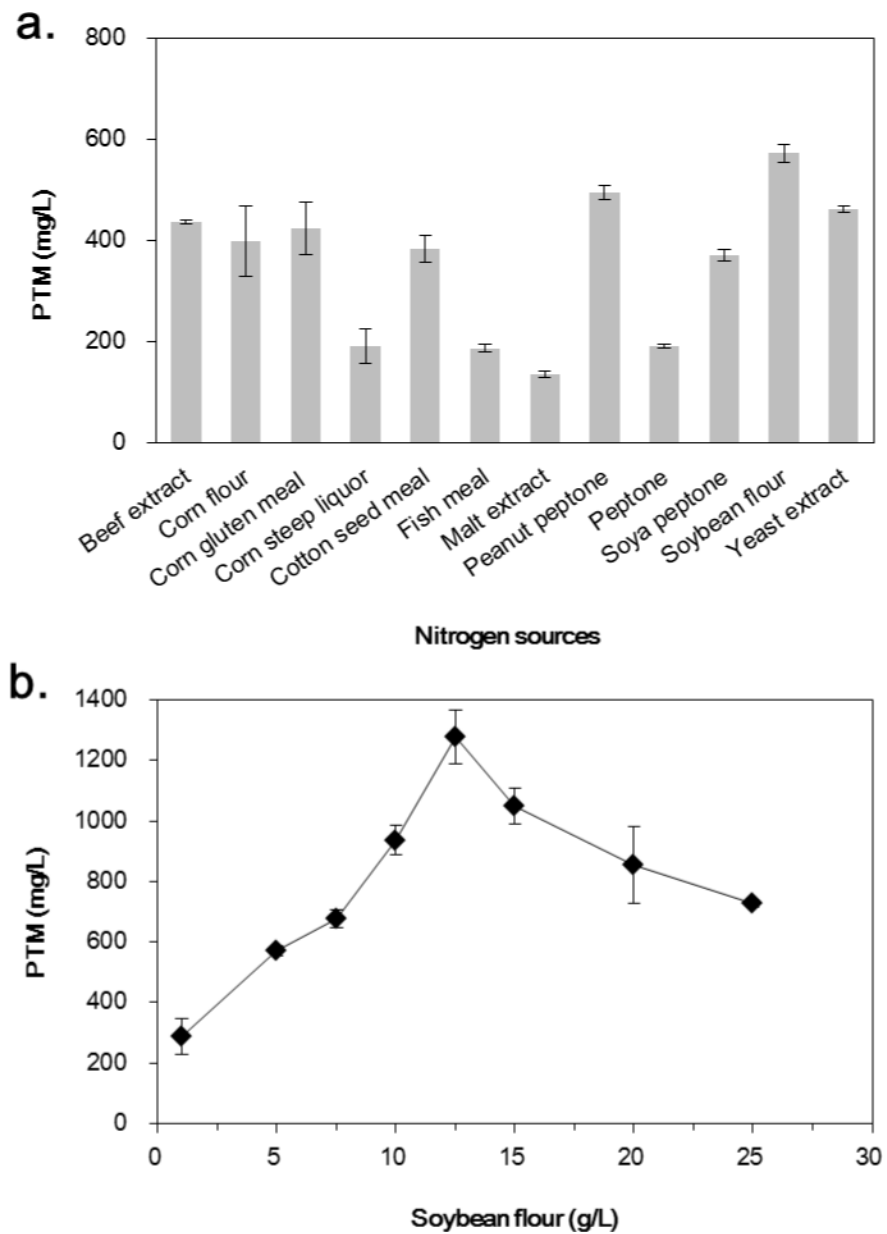 a.
800
600
400
200
0
PTM (mg/L)
Beef extract
Corn flour
Corn gluten meal
Corn steep liquor
Cotton seed meal
Fish meal
Malt extract
Peanut peptone
Peptone
Soya peptone
Soybean flour
Yeast extract
Nitrogen sources
b.
1400
1200
1000
800
600
400
200
0
PTM (mg/L)
0 5 10 15 20 25 30
Soybean flour (g/L)